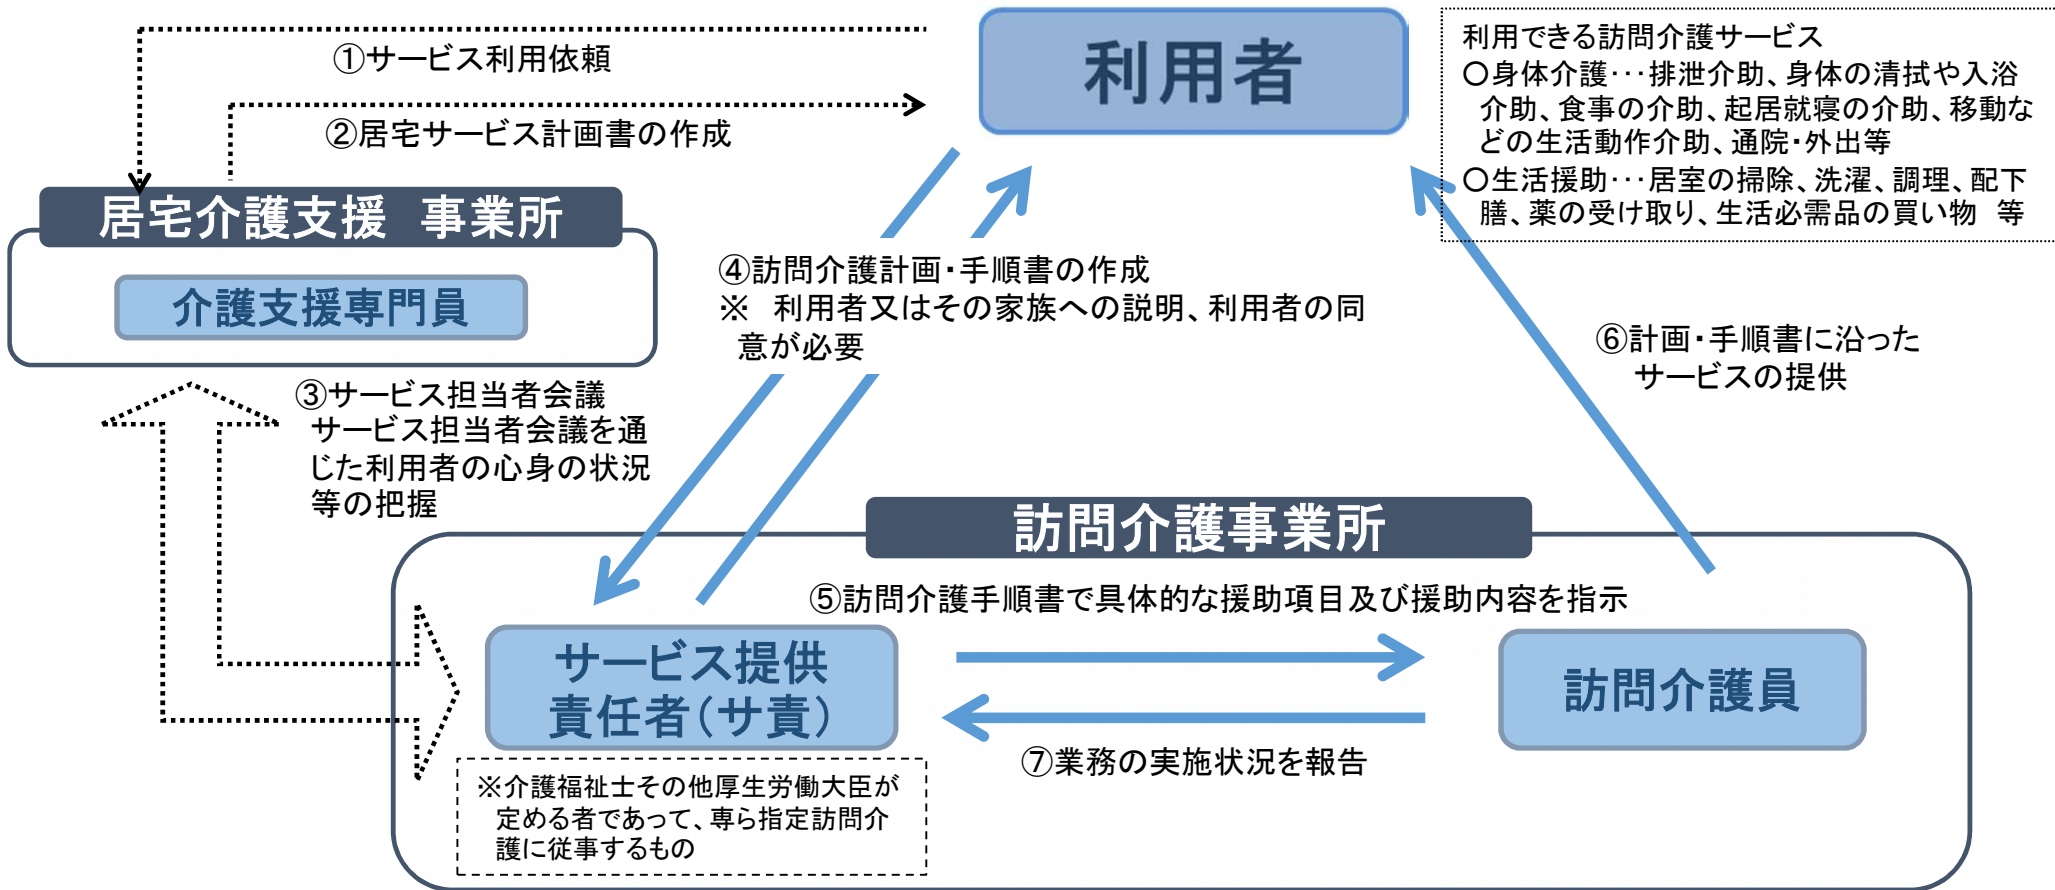 ①サービス利用依頼
②居宅サービス計画書の作成
利用者
利用できる訪問介護サービス
○身体介護･･･排泄介助、身体の清拭や入浴
介助、食事の介助、起居就寝の介助、移動な
どの生活動作介助、通院・外出等
○生活援助･･･居室の掃除、洗濯、調理、配下
膳、薬の受け取り、生活必需品の買い物　等
居宅介護支援　事業所
介護支援専門員
④訪問介護計画・手順書の作成
※　利用者又はその家族への説明、利用者の同
意が必要
⑥計画・手順書に沿った
サービスの提供
③サービス担当者会議
サービス担当者会議を通
じた利用者の心身の状況
等の把握
訪問介護事業所
⑤訪問介護手順書で具体的な援助項目及び援助内容を指示
サービス提供
責任者(サ責)
訪問介護員
⑦業務の実施状況を報告
※介護福祉士その他厚生労働大臣が
定める者であって、専ら指定訪問介
護に従事するもの